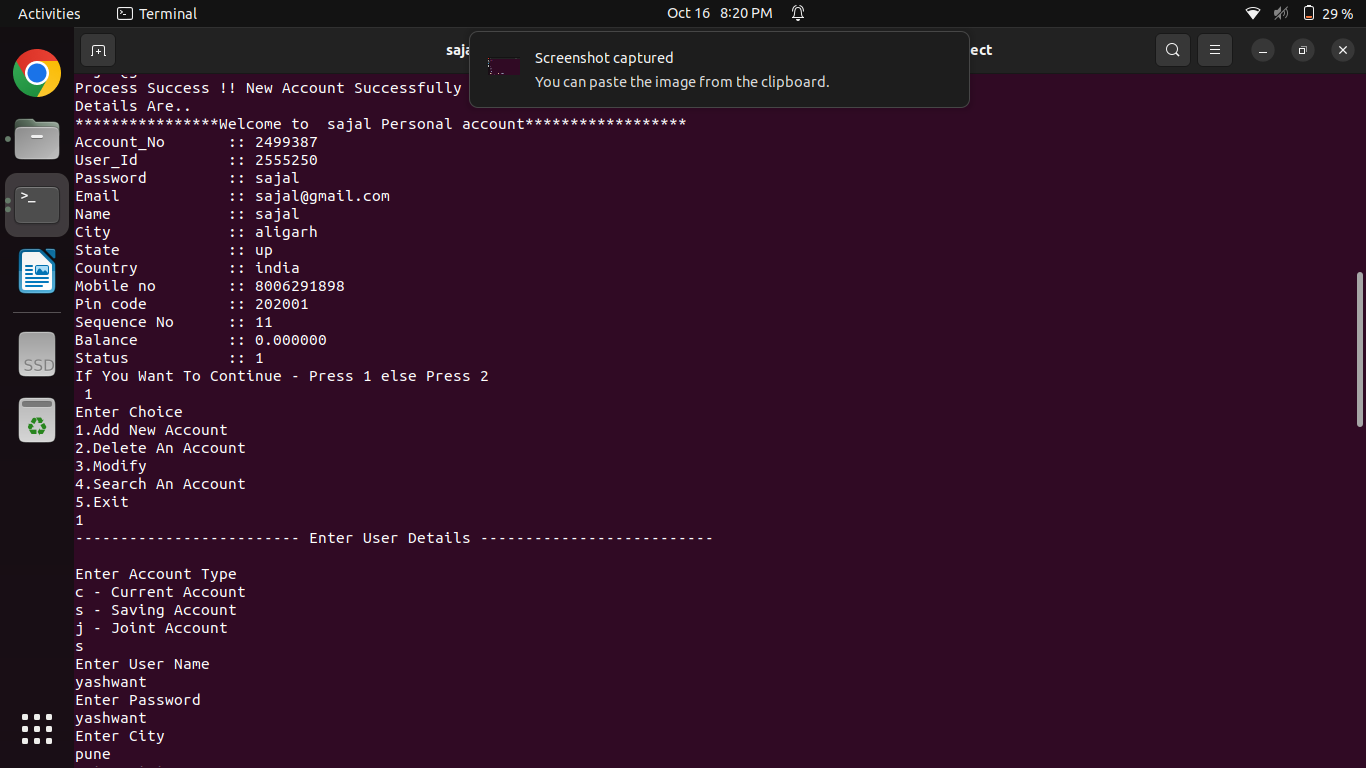 Activities
Terminal
Oct 16 8:20 PM
29 %
Screenshot captured
You can paste the image from the clipboard.
Process Success !! New Account Successfully
Details Are..
****************Welcome to  sajal Personal account******************
Account_No       :: 2499387
User_Id          :: 2555250
Password         :: sajal
Email            :: sajal@gmail.com
Name             :: sajal
City             :: aligarh
State            :: up
Country          :: india
Mobile no        :: 8006291898
Pin code         :: 202001
Sequence No      :: 11
Balance          :: 0.000000
Status           :: 1
If You Want To Continue - Press 1 else Press 2
1
Enter Choice
1.Add New Account
2.Delete An Account
3.Modify
4.Search An Account
5.Exit
1
------------------------- Enter User Details --------------------------
Enter Account Type
c - Current Account
s - Saving Account
j - Joint Account
s
Enter User Name
yashwant
Enter Password
yashwant
Enter City
pune
SSD